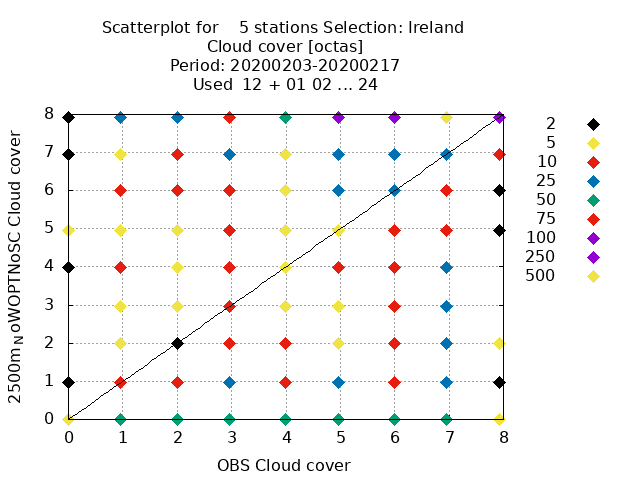 Scatterplot for 5 stations Selection: Ireland
Cloud cover [octas]
Period: 20200203-20200217
Used 12 + 01 02 ... 24
8
7
6
5
4
3
2
1
0
2500m_NoWOPTNoSC Cloud cover
0 1 2 3 4 5 6 7 8
OBS Cloud cover
2
5
10
25
50
75
100
250
500